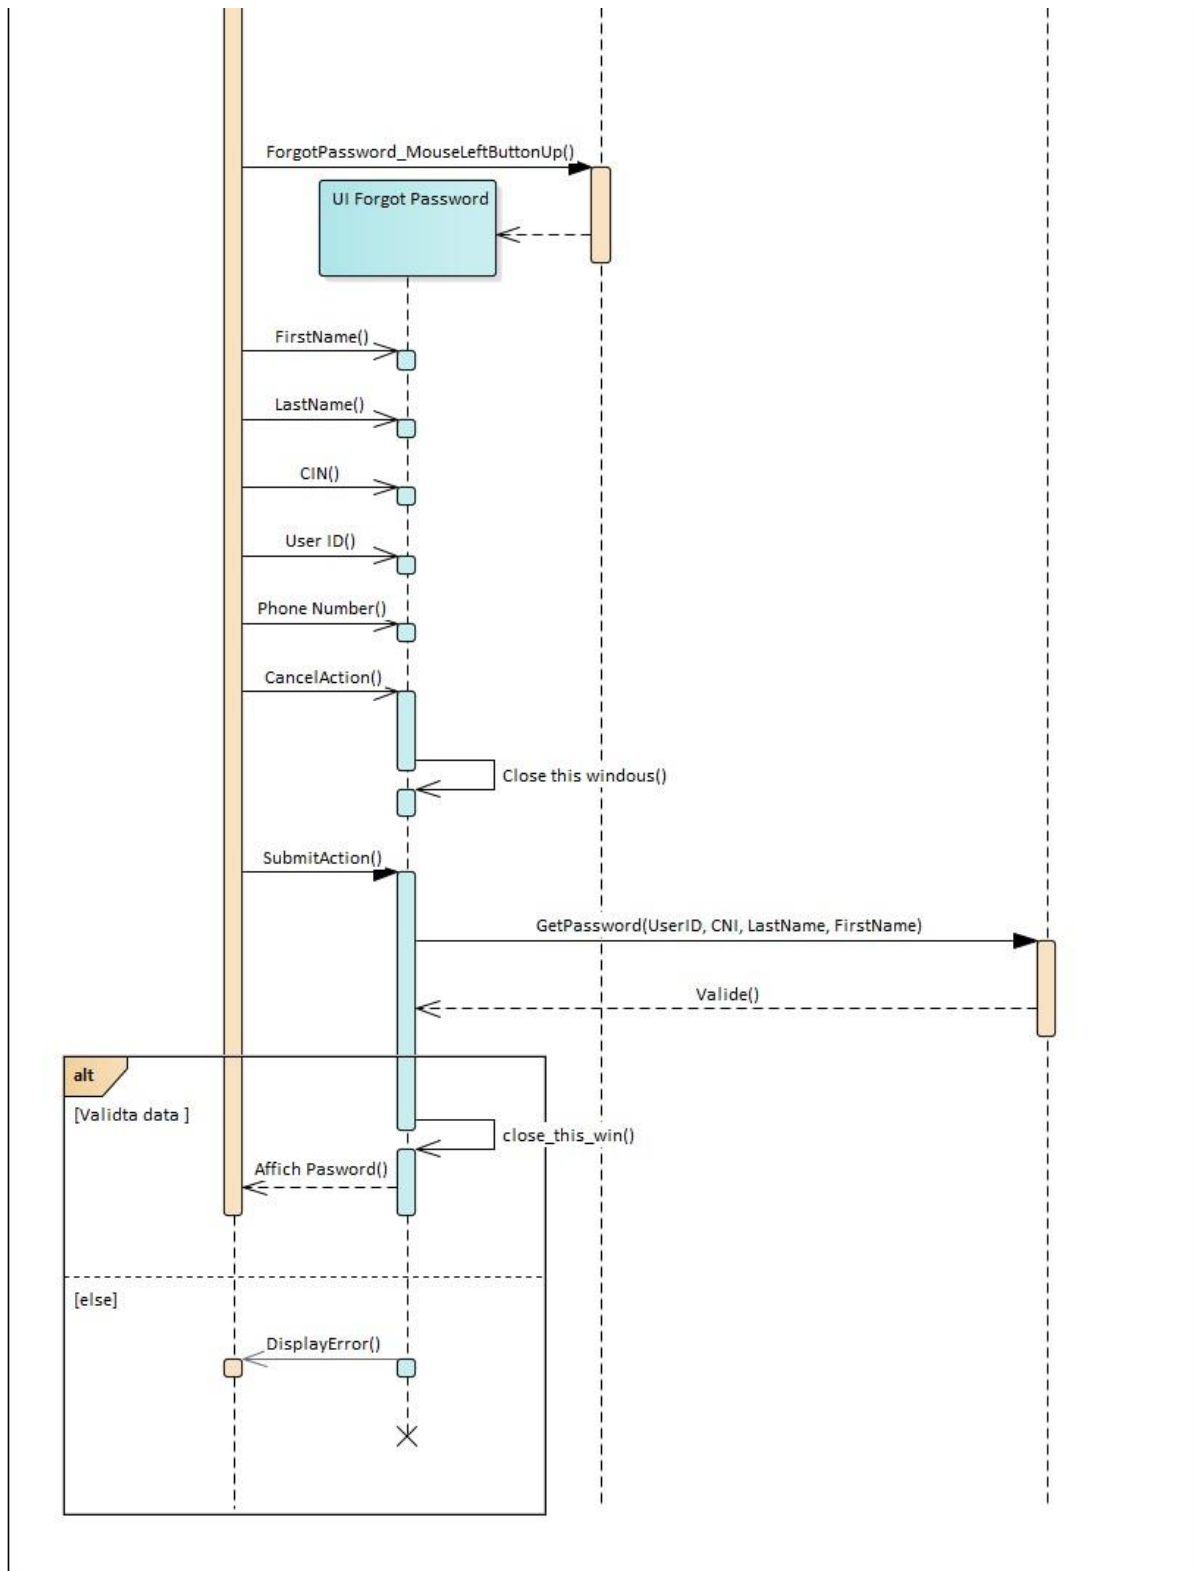 ForgotPassword_MouseLeftButtonUp()
UI Forgot Password
FirstName()
LastName()
CIN()
User ID()
Phone Number()
CancelAction()
Close this windous()
SubmitAction()
GetPassword(UserID, CNI, LastName, FirstName)
Valide()
alt
[Validta data ]
close_this_win()
Affich Pasword()
[else]
DisplayError()